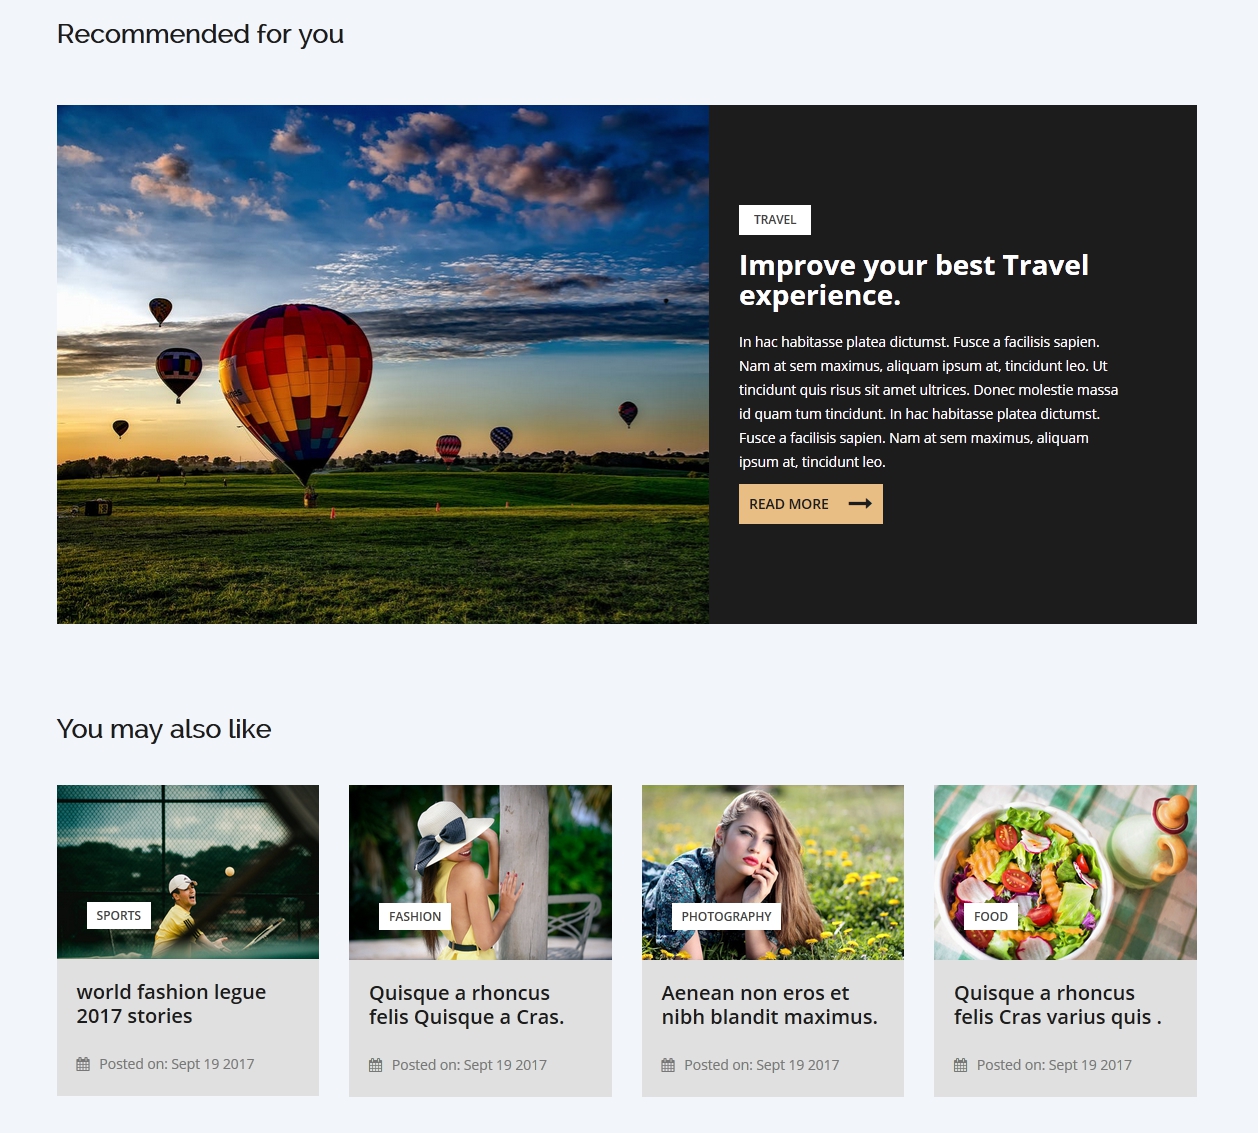 Recommended for you
TRAVEL
Improve your best Travel
experience.
In hac habitasse platea dictumst. Fusce a facilisis sapien.
Nam at sem maximus, aliquam ipsum at, tincidunt leo. Ut
tincidunt quis risus sit amet ultrices. Donec molestie massa
id quam tum tincidunt. In hac habitasse platea dictumst.
Fusce a facilisis sapien. Nam at sem maximus, aliquam
ipsum at, tincidunt leo.
READ MORE
You may also like
SPORTS
world fashion legue
2017 stories
Posted on: Sept 19 2017
FASHION
Quisque a rhoncus
felis Quisque a Cras.
Posted on: Sept 19 2017
PHOTOGRAPHY
Aenean non eros et
nibh blandit maximus.
Posted on: Sept 19 2017
FOOD
Quisque a rhoncus
felis Cras varius quis .
Posted on: Sept 19 2017